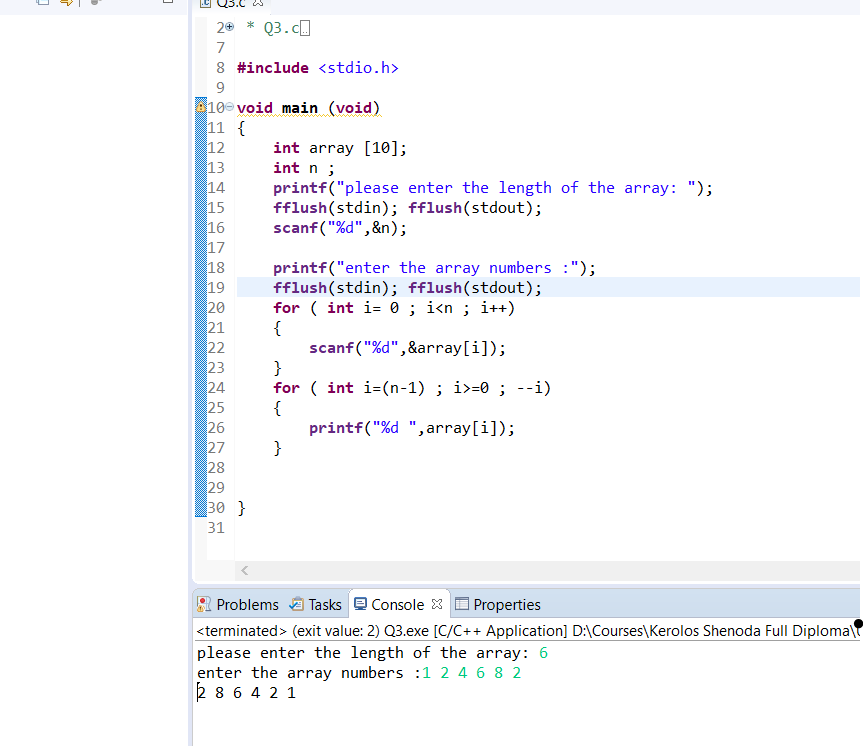 Q3.c
2 * Q3.c
7
8 #include <stdio.h>
9
10 void main (void)
11 {
12     int array [10];
13     int n ;
14     printf("please enter the length of the array: ");
15     fflush(stdin); fflush(stdout);
16     scanf("%d",&n);
17
18     printf("enter the array numbers :");
19     fflush(stdin); fflush(stdout);
20     for ( int i= 0 ; i<n ; i++)
21     {
22         scanf("%d",&array[i]);
23     }
24     for ( int i=(n-1) ; i>=0 ; --i)
25     {
26         printf("%d ",array[i]);
27     }
28
29
30 }
31
Problems Tasks Console Properties
<terminated> (exit value: 2) Q3.exe [C/C++ Application] D:\Courses\Kerolos Shenoda Full Diploma\
please enter the length of the array: 6
enter the array numbers :1 2 4 6 8 2
2 8 6 4 2 1